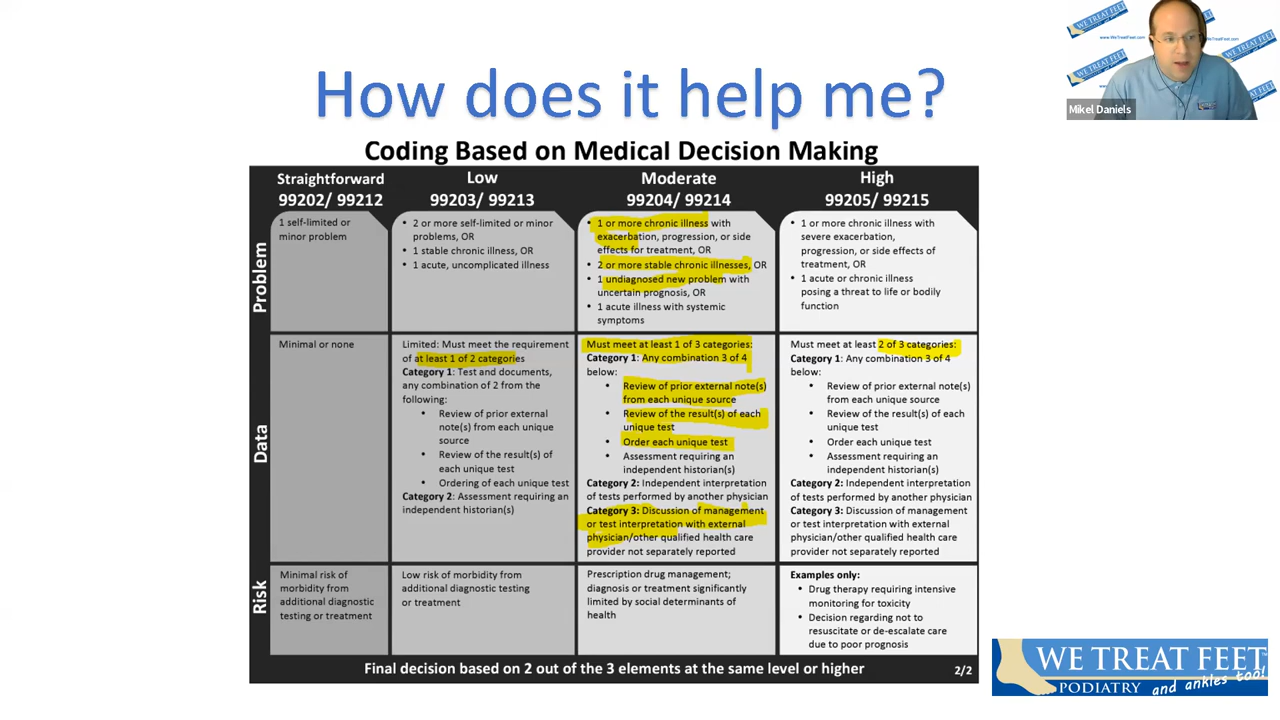 How does it help me?
Coding Based on Medical Decision Making
Straightforward
99202/ 99212
Low
99203/ 99213
Moderate
99204/ 99214
High
99205/ 99215
Problem
1 self-limited or
minor problem
• 2 or more self-limited or minor
problems, OR
• 1 stable chronic illness, OR
• 1 acute, uncomplicated illness
• 1 or more chronic illness with
exacerbation, progression, or side
effects for treatment, OR
• 2 or more stable chronic illnesses, OR
• 1 undiagnosed new problem with
uncertain prognosis, OR
• 1 acute illness with systemic
symptoms
• 1 or more chronic illness with
severe exacerbation,
progression, or side effects of
treatment, OR
• 1 acute or chronic illness
posing a threat to life or bodily
function
Data
Minimal or none
Limited: Must meet the requirement
of at least 1 of 2 categories
Category 1: Test and documents,
any combination of 2 from the
following:
• Review of prior external
note(s) from each unique
source
• Review of the result(s) of
each unique test
• Ordering of each unique test
Category 2: Assessment requiring an
independent historian(s)
Must meet at least 1 of 3 categories:
Category 1: Any combination 3 of 4
below:
• Review of prior external note(s)
from each unique source
• Review of the result(s) of each
unique test
• Order each unique test
• Assessment requiring an
independent historian(s)
Category 2: Independent interpretation
of tests performed by another physician
Category 3: Discussion of management
or test interpretation with external
physician/other qualified health care
provider not separately reported
Must meet at least 2 of 3 categories:
Category 1: Any combination 3 of 4
below:
• Review of prior external note(s)
from each unique source
• Review of the result(s) of each
unique test
• Order each unique test
• Assessment requiring an
independent historian(s)
Category 2: Independent interpretation
of tests performed by another physician
Category 3: Discussion of management
or test interpretation with external
physician/other qualified health care
provider not separately reported
Risk
Minimal risk of
morbidity from
additional diagnostic
testing or treatment
Low risk of morbidity from
additional diagnostic testing
or treatment
Prescription drug management;
diagnosis or treatment significantly
limited by social determinants of
health
Examples only:
• Drug therapy requiring intensive
monitoring for toxicity
• Decision regarding not to
resuscitate or de-escalate care
due to poor prognosis
Final decision based on 2 out of the 3 elements at the same level or higher
2/2
WE TREAT FEET
www.WeTreatFeet.com
WE TREAT FEET
WE TREAT FEET
WE TREAT FEET
Mikel Daniels
WE TREAT FEET™
PODIATRY and ankles too!